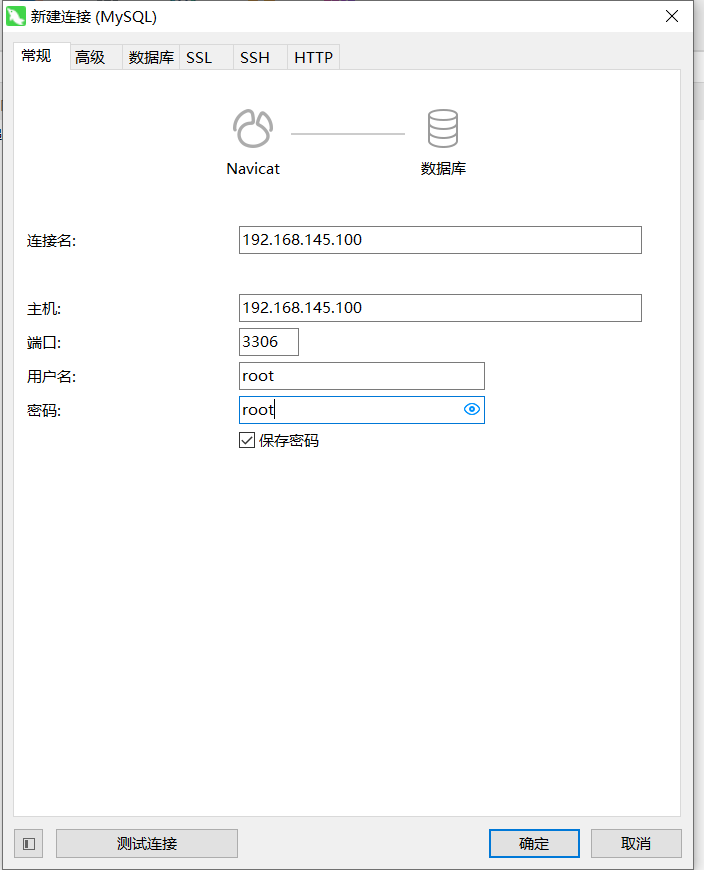 新建连接 (MySQL)
常规 高级 数据库 SSL SSH HTTP
Navicat 数据库
连接名: 192.168.145.100
主机: 192.168.145.100
端口: 3306
用户名: root
密码: root
保存密码
测试连接 确定 取消